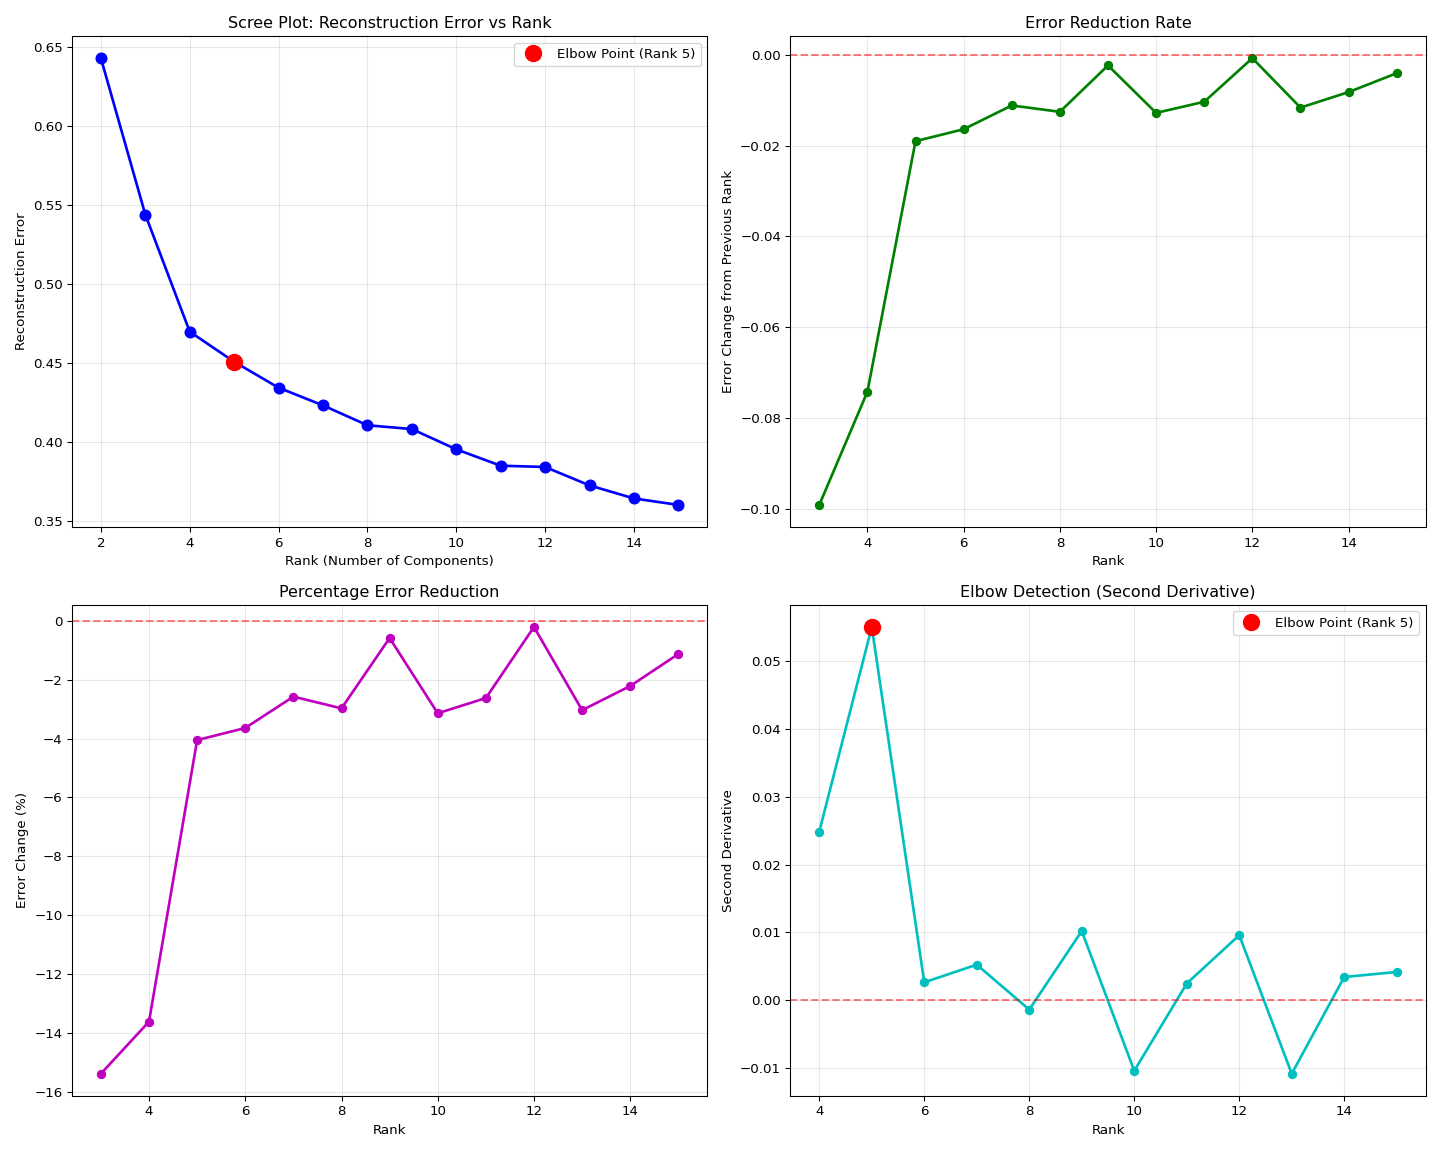 Scree Plot: Reconstruction Error vs Rank
Elbow Point (Rank 5)
Reconstruction Error
0.65
0.60
0.55
0.50
0.45
0.40
0.35
2 4 6 8 10 12 14
Rank (Number of Components)
Error Reduction Rate
Error Change from Previous Rank
0.00
−0.02
−0.04
−0.06
−0.08
−0.10
4 6 8 10 12 14
Rank
Percentage Error Reduction
Error Change (%)
0
−2
−4
−6
−8
−10
−12
−14
−16
4 6 8 10 12 14
Rank
Elbow Detection (Second Derivative)
Elbow Point (Rank 5)
Second Derivative
0.05
0.04
0.03
0.02
0.01
0.00
−0.01
4 6 8 10 12 14
Rank